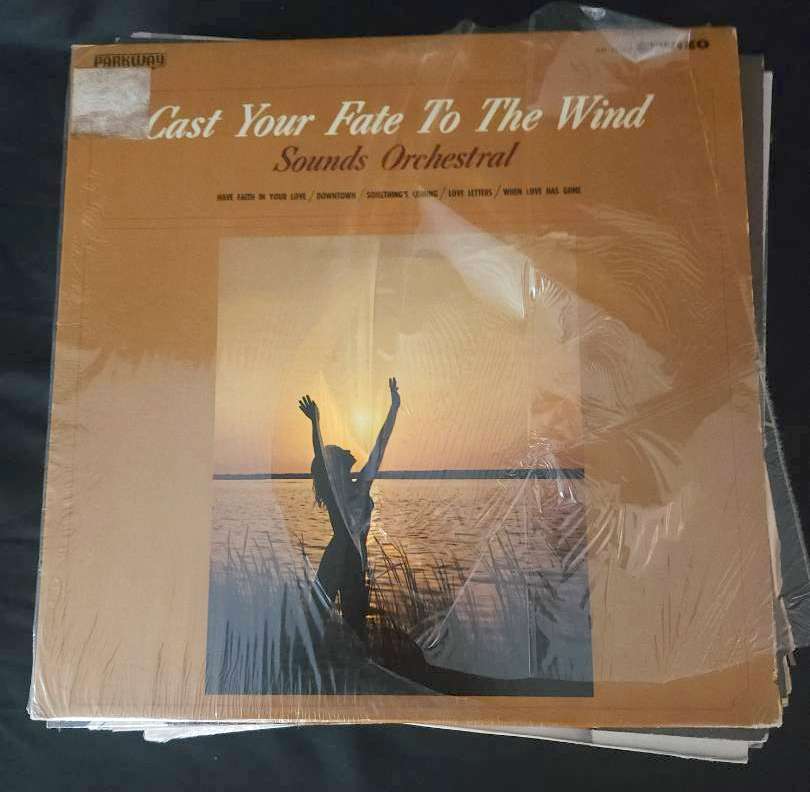 PARKWAY
STEREO
Cast Your Fate To The Wind
Sounds Orchestral
HAVE FAITH IN YOUR LOVE / DOWNTOWN / SOMETHING'S COMING / LOVE LETTERS / WHEN LOVE HAS GONE